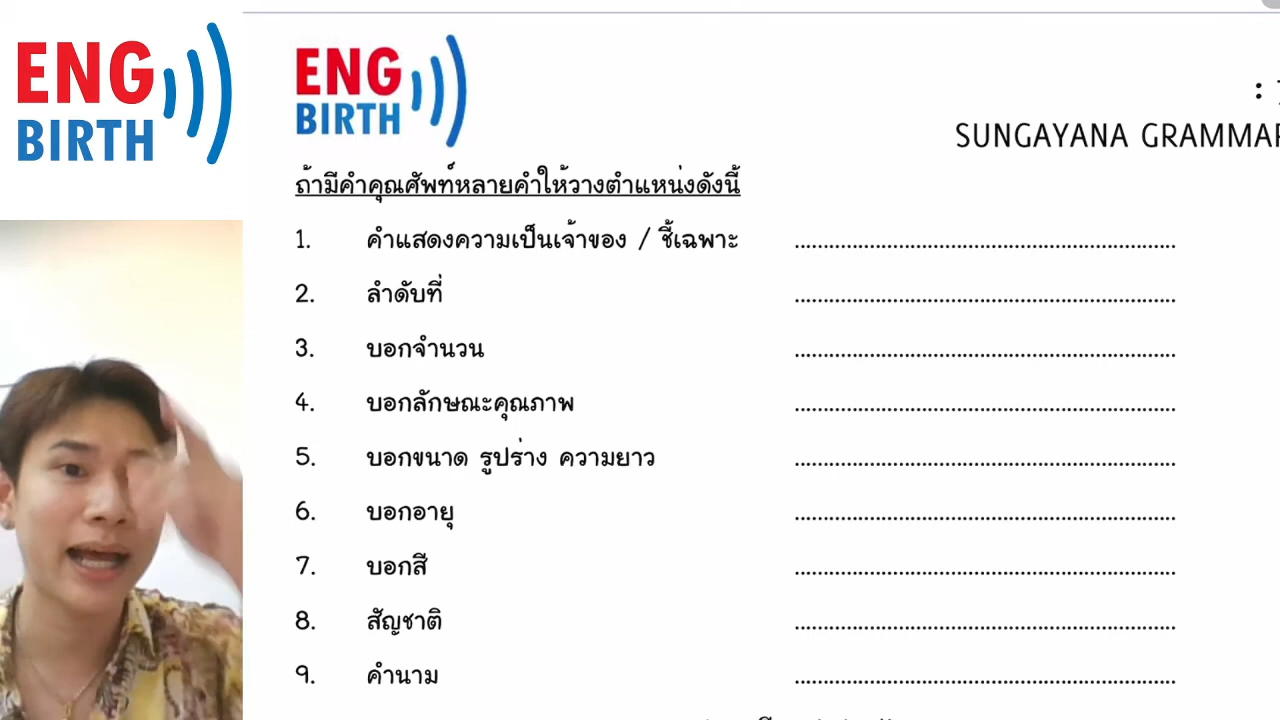 ENG
BIRTH
ENG
BIRTH
SUNGAYANA GRAMMAR
ถ้ามีคำคุณศัพท์หลายคำให้วางตำแหน่งดังนี้
1. คำแสดงความเป็นเจ้าของ / ชี้เฉพาะ ................................................................................
2. ลำดับที่ ................................................................................
3. บอกจำนวน ................................................................................
4. บอกลักษณะคุณภาพ ................................................................................
5. บอกขนาด รูปร่าง ความยาว ................................................................................
6. บอกอายุ ................................................................................
7. บอกสี ................................................................................
8. สัญชาติ ................................................................................
9. คำนาม ................................................................................